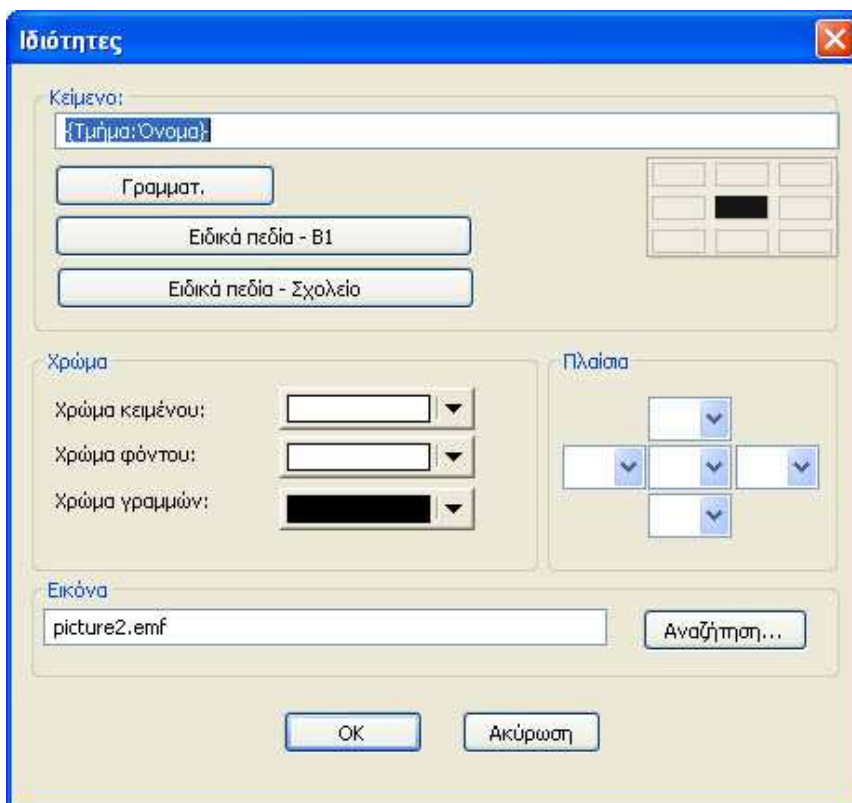 Ιδιότητες
Κείμενο:
{Τμήμα:Όνομα}
Γραμματ.
Ειδικά πεδία - Β1
Ειδικά πεδία - Σχολείο
Χρώμα
Πλαίσια
Χρώμα κειμένου:
Χρώμα φόντου:
Χρώμα γραμμών:
Εικόνα
picture2.emf
Αναζήτηση...
OK
Ακύρωση